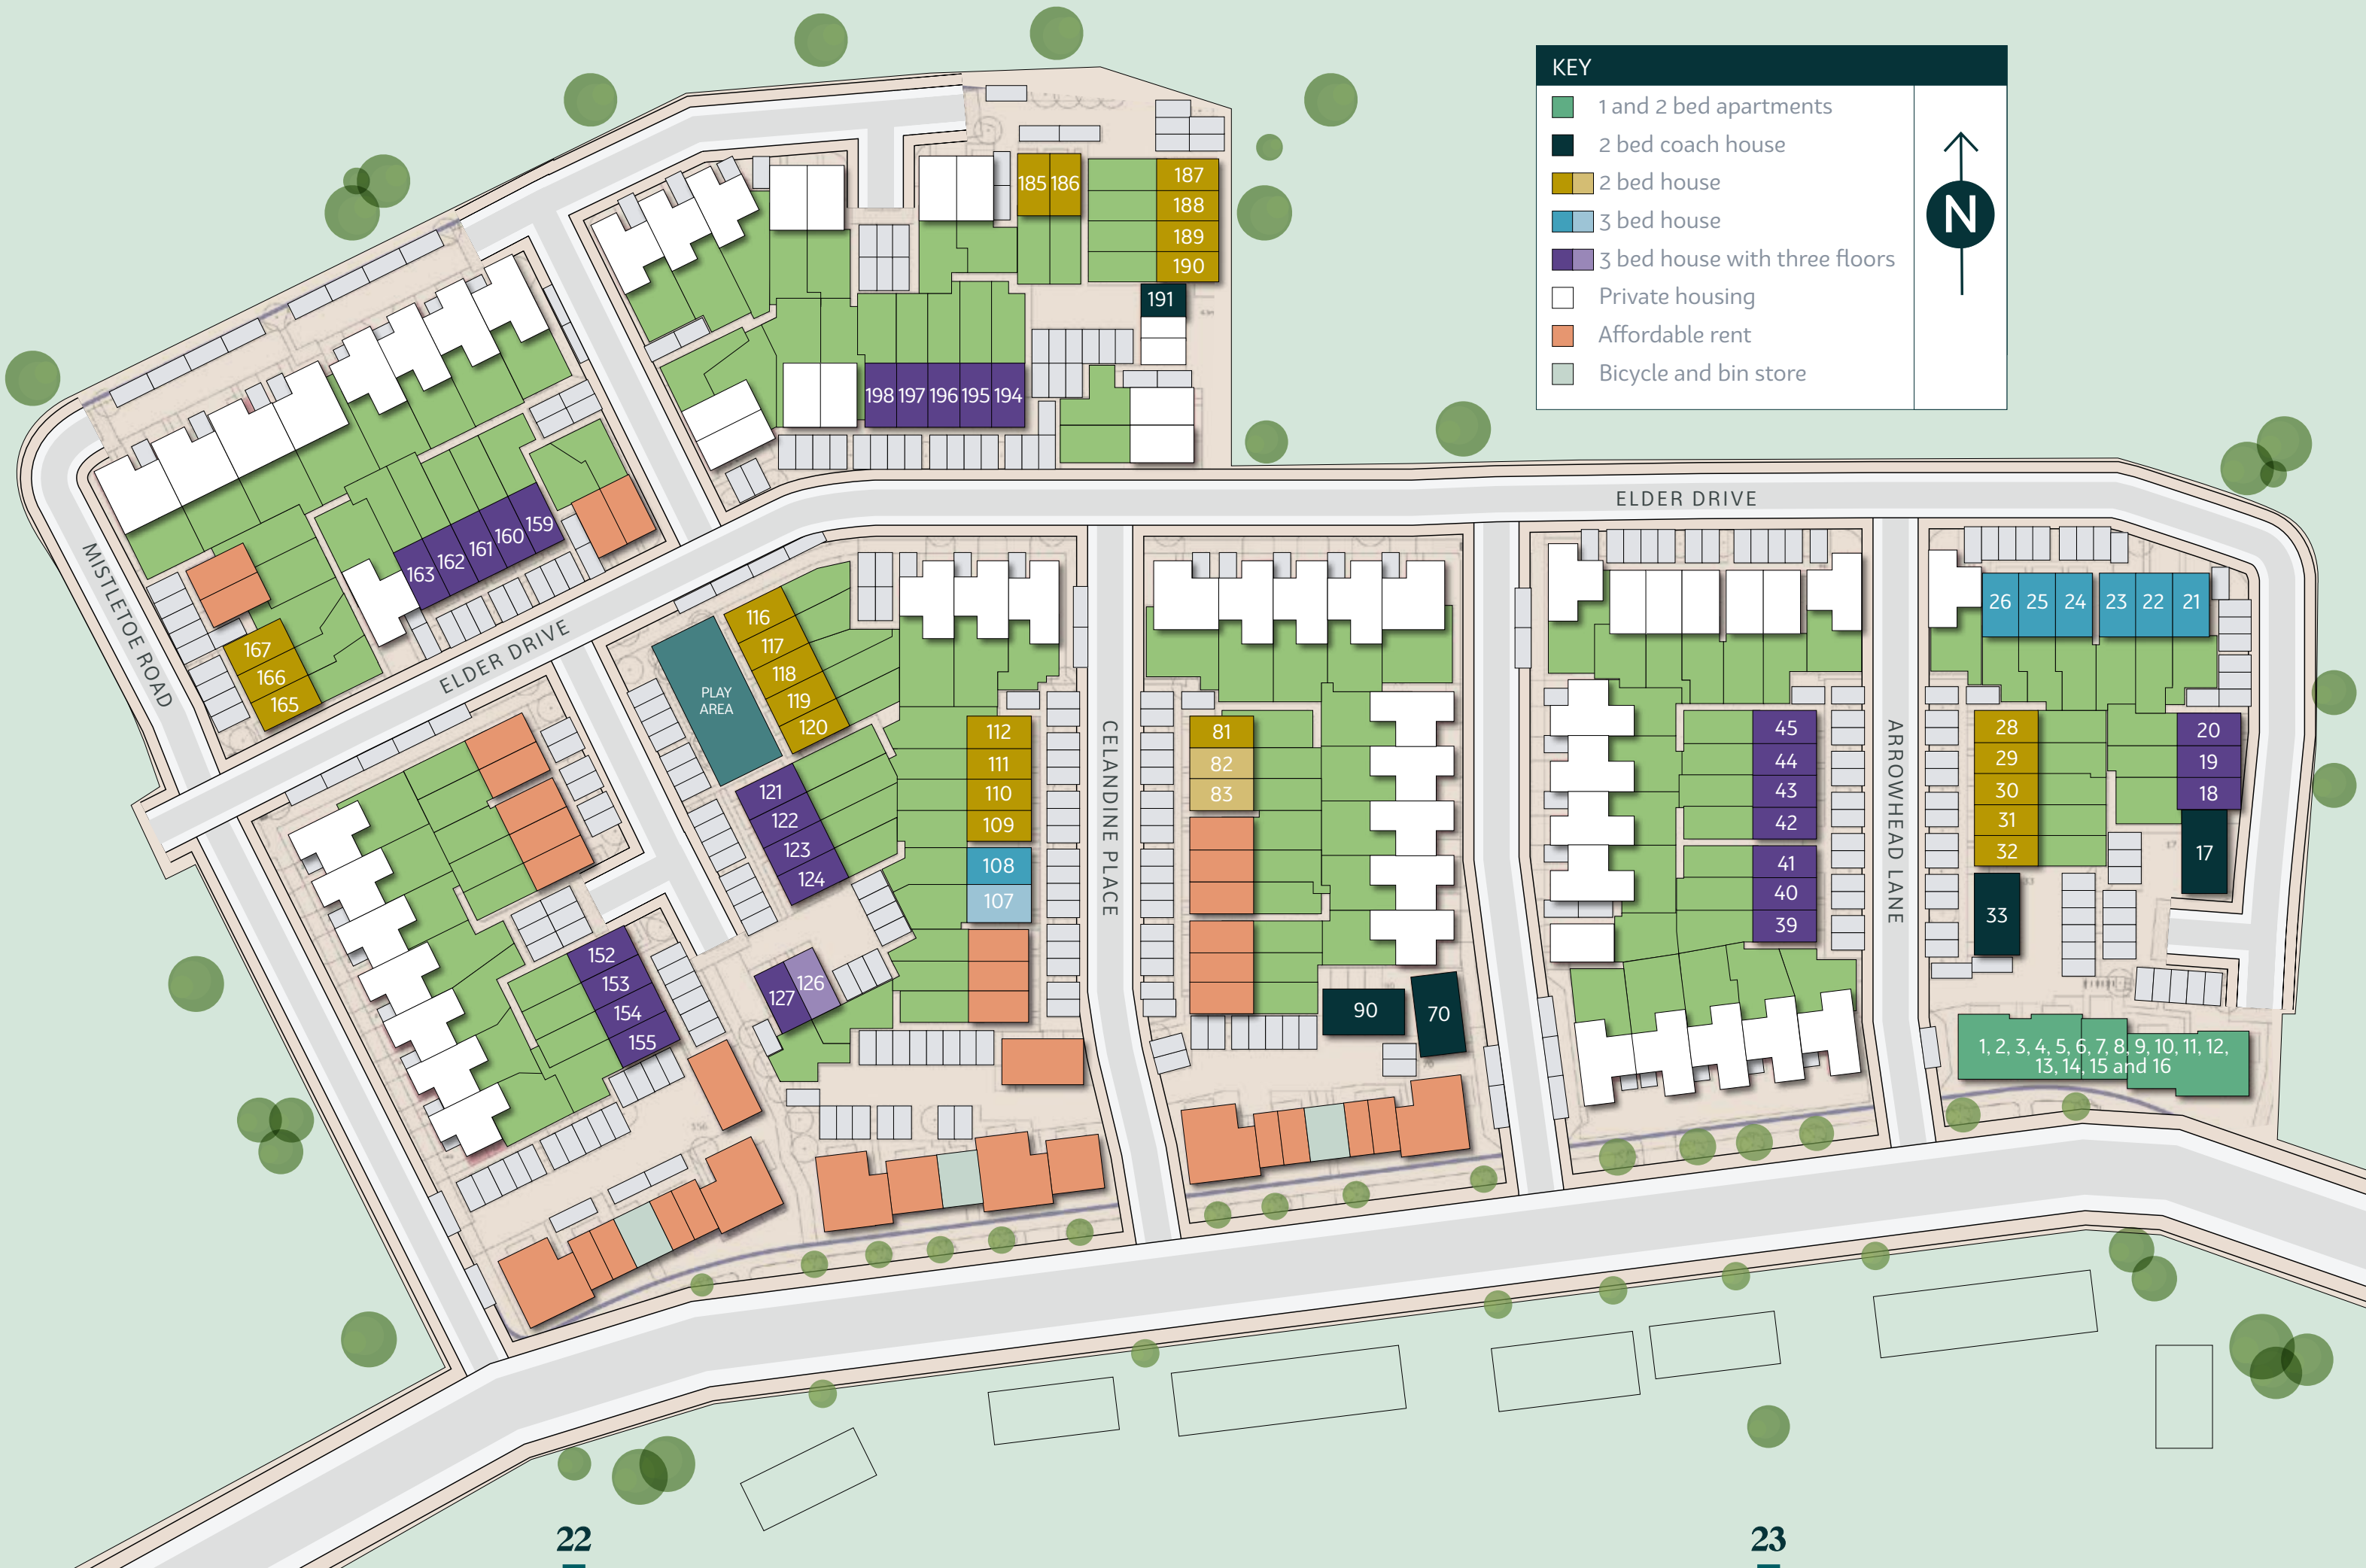 KEY
1 and 2 bed apartments
2 bed coach house
2 bed house
3 bed house
3 bed house with three floors
Private housing
Affordable rent
Bicycle and bin store
N
185 186
187
188
189
190
191
198 197 196 195 194
159
160
161
162
163
167
166
165
MISTLETOE ROAD
ELDER DRIVE
ELDER DRIVE
PLAY
AREA
116
117
118
119
120
121
122
123
124
112
111
110
109
108
107
126
127
152
153
154
155
CELANDINE PLACE
81
82
83
90
70
45
44
43
42
41
40
39
ARROWHEAD LANE
26 25 24 23 22 21
28
29
30
31
32
33
20
19
18
17
1, 2, 3, 4, 5, 6, 7, 8, 9, 10, 11, 12,
13, 14, 15 and 16
22
23